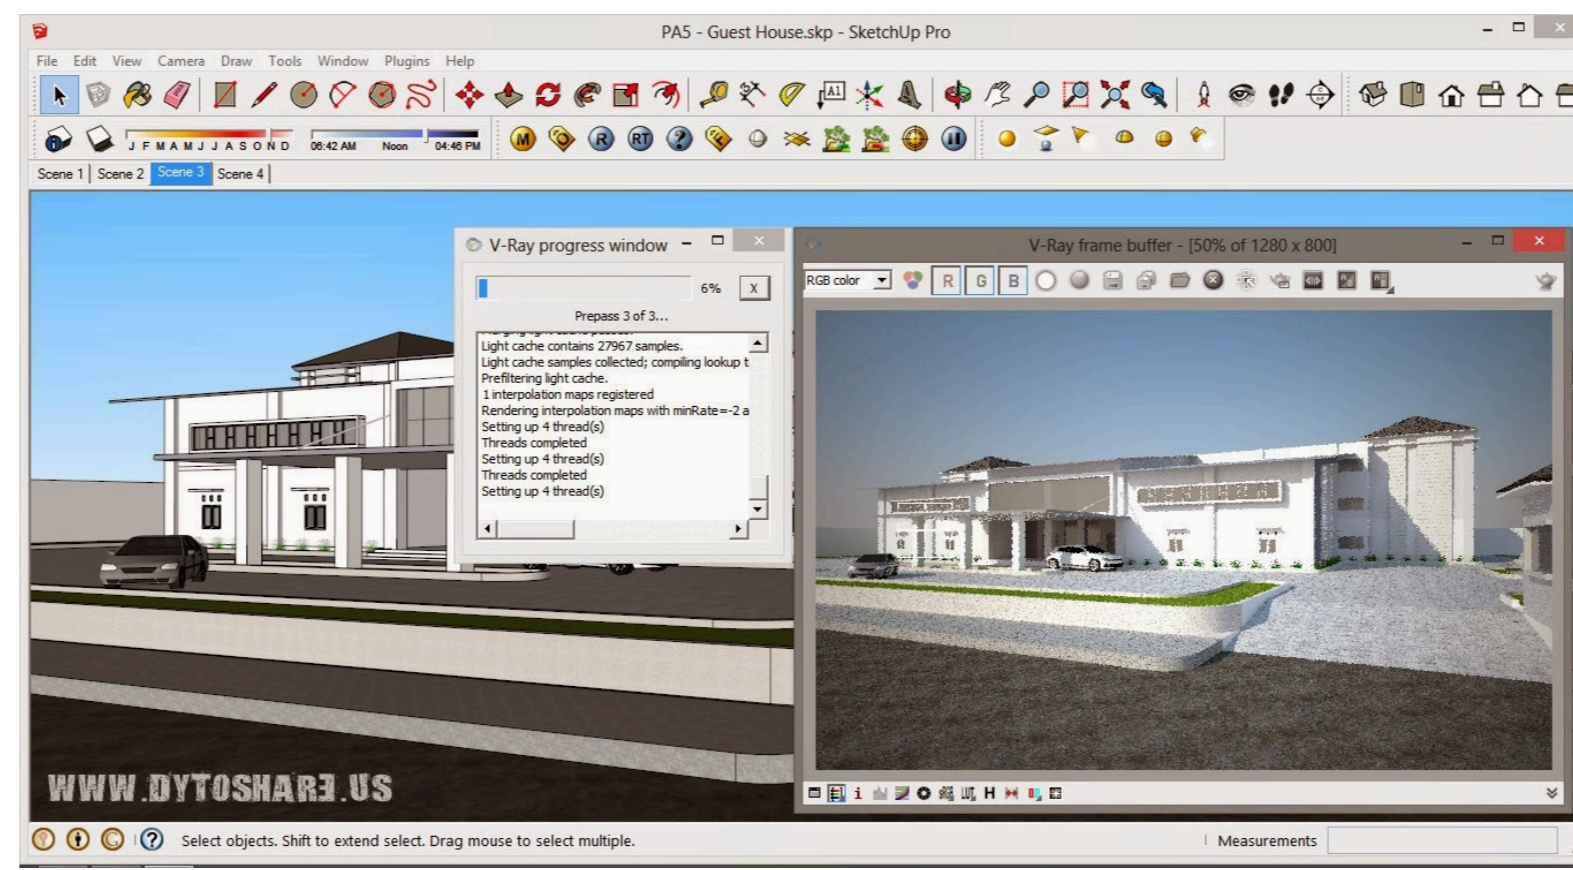 PA5 - Guest House.skp - SketchUp Pro
File Edit View Camera Draw Tools Window Plugins Help
A1
J F M A M J J A S O N D 06:42 AM Noon 04:46 PM
M R RT ?
Scene 1 Scene 2 Scene 3 Scene 4
V-Ray progress window
6% X
Prepass 3 of 3...
Light cache contains 27967 samples.
Light cache samples collected; compiling lookup t
Prefiltering light cache.
1 interpolation maps registered
Rendering interpolation maps with minRate=-2 a
Setting up 4 thread(s)
Threads completed
Setting up 4 thread(s)
Threads completed
Setting up 4 thread(s)
V-Ray frame buffer - [50% of 1280 x 800]
RGB color R G B
i LUT H
WWW.DYTOSHARE.US
Select objects. Shift to extend select. Drag mouse to select multiple.
Measurements